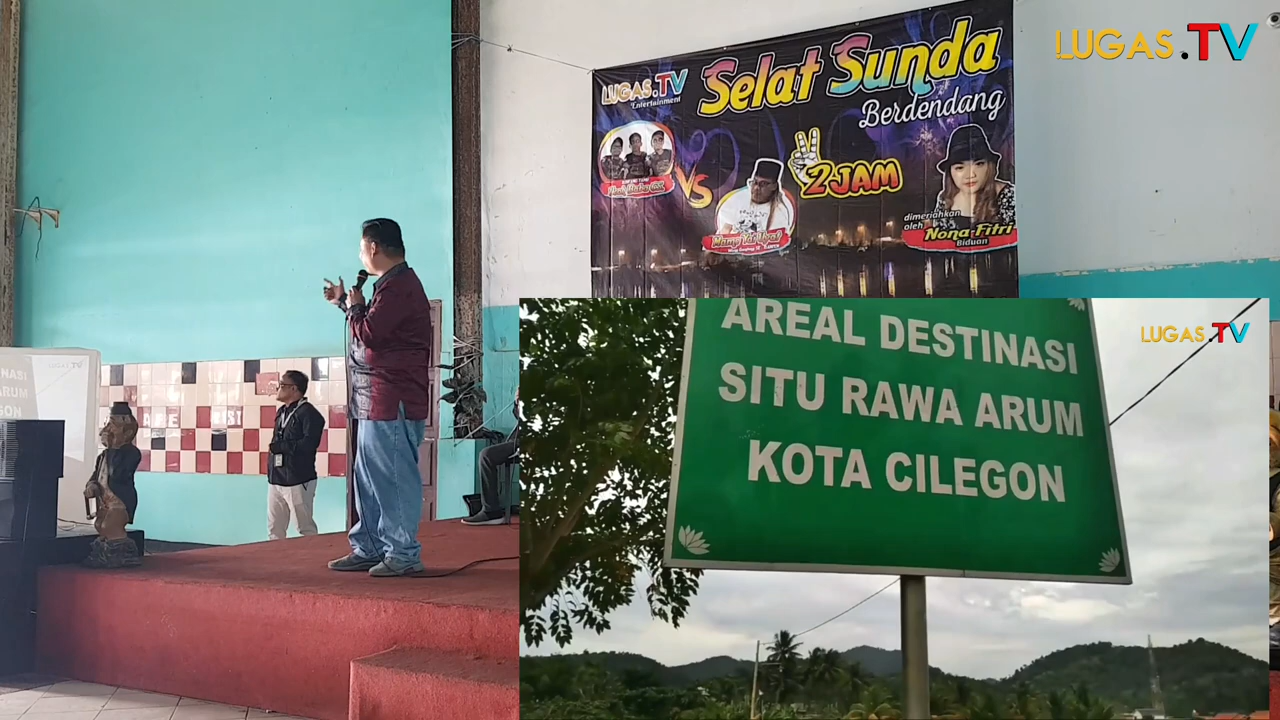 LUGAS.TV
LUGAS.TV
Entertainment
Selat Sunda
Berdendang
VS
2 JAM
dimeriahkan
oleh
Nona Fitri
Biduan
AREAL DESTINASI
SITU RAWA ARUM
KOTA CILEGON
LUGAS.TV